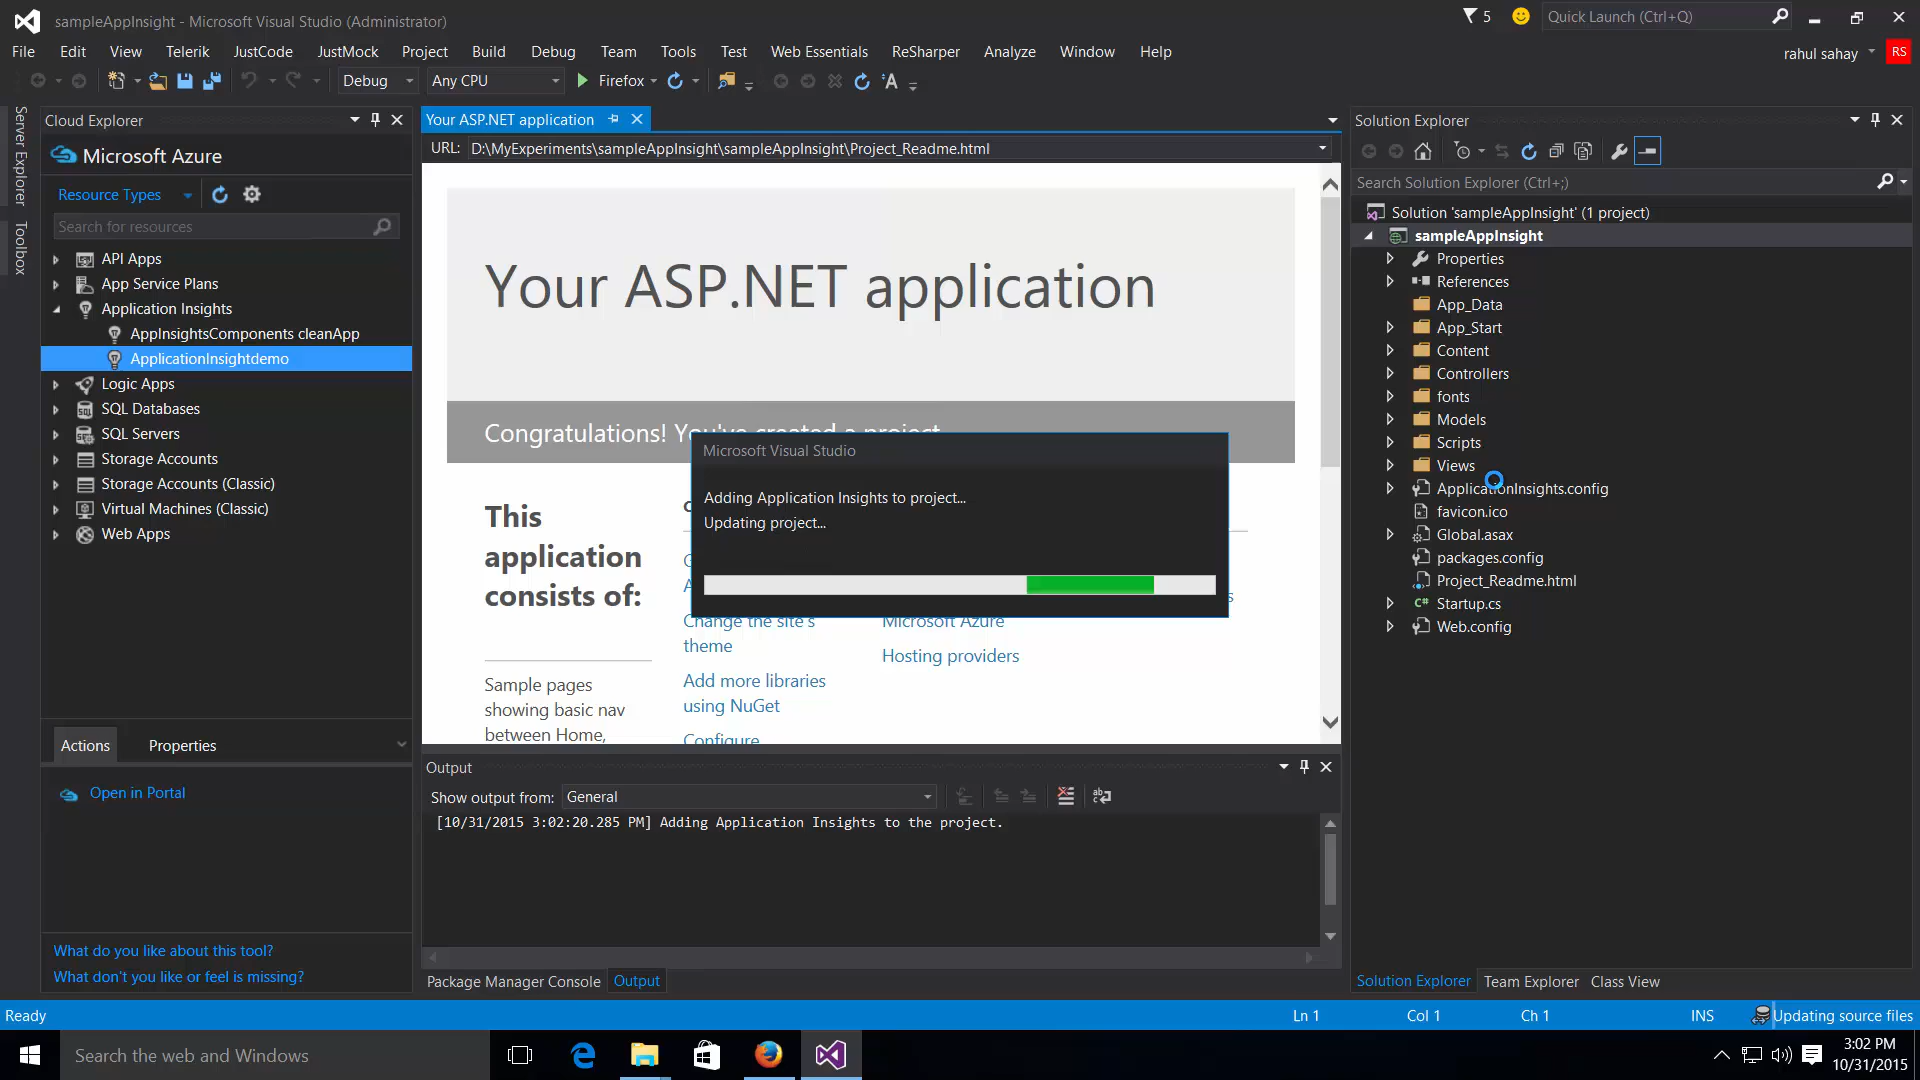 sampleAppInsight - Microsoft Visual Studio (Administrator)
5
Quick Launch (Ctrl+Q)
File Edit View Telerik JustCode JustMock Project Build Debug Team Tools Test Web Essentials ReSharper Analyze Window Help
rahul sahay
RS
Debug
Any CPU
Firefox
Server Explorer
Toolbox
Cloud Explorer
Microsoft Azure
Resource Types
Search for resources
API Apps
App Service Plans
Application Insights
AppInsightsComponents cleanApp
ApplicationInsightdemo
Logic Apps
SQL Databases
SQL Servers
Storage Accounts
Storage Accounts (Classic)
Virtual Machines (Classic)
Web Apps
Actions Properties
Open in Portal
What do you like about this tool?
What don't you like or feel is missing?
Your ASP.NET application
URL: D:\MyExperiments\sampleAppInsight\sampleAppInsight\Project_Readme.html
Your ASP.NET application
Congratulations! You've created a project
This
application
consists of:
Sample pages
showing basic nav
between Home,
Change the site's
theme
Add more libraries
using NuGet
Configure
Microsoft Azure
Hosting providers
Microsoft Visual Studio
Adding Application Insights to project...
Updating project...
Output
Show output from: General
[10/31/2015 3:02:20.285 PM] Adding Application Insights to the project.
Package Manager Console Output
Solution Explorer
Search Solution Explorer (Ctrl+;)
Solution 'sampleAppInsight' (1 project)
sampleAppInsight
Properties
References
App_Data
App_Start
Content
Controllers
fonts
Models
Scripts
Views
ApplicationInsights.config
favicon.ico
Global.asax
packages.config
Project_Readme.html
C# Startup.cs
Web.config
Solution Explorer Team Explorer Class View
Ready
Ln 1
Col 1
Ch 1
INS
Updating source files
Search the web and Windows
3:02 PM
10/31/2015